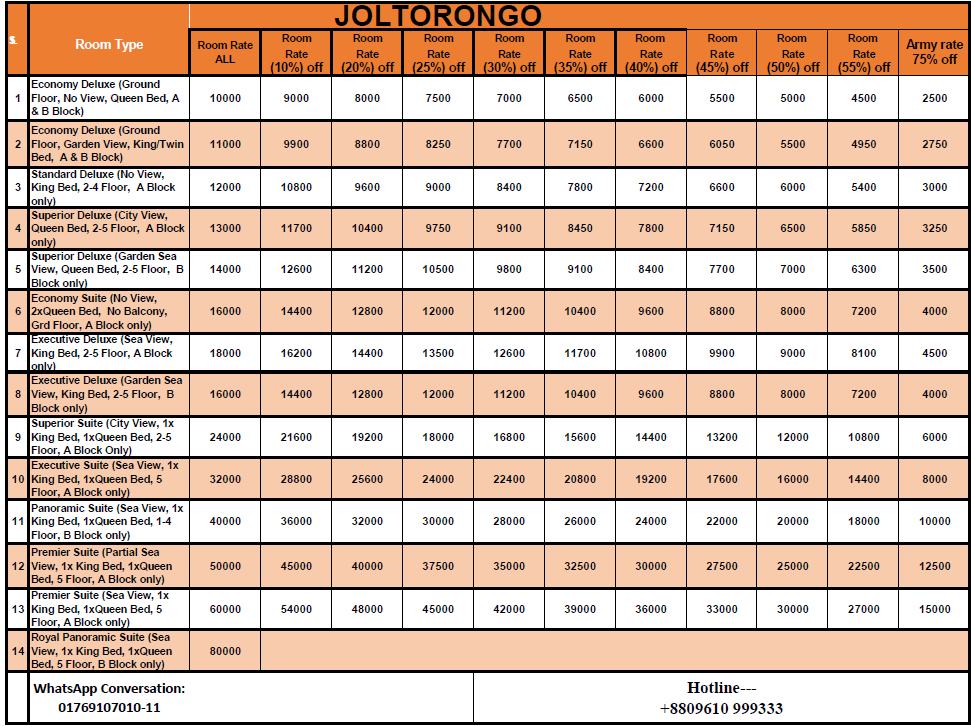 JOLTORONGO
S. Room Type Room Rate ALL Room Rate (10%) off Room Rate (20%) off Room Rate (25%) off Room Rate (30%) off Room Rate (35%) off Room Rate (40%) off Room Rate (45%) off Room Rate (50%) off Room Rate (55%) off Army rate 75% off
1 Economy Deluxe (Ground Floor, No View, Queen Bed, A & B Block) 10000 9000 8000 7500 7000 6500 6000 5500 5000 4500 2500
2 Economy Deluxe (Ground Floor, Garden View, King/Twin Bed, A & B Block) 11000 9900 8800 8250 7700 7150 6600 6050 5500 4950 2750
3 Standard Deluxe (No View, King Bed, 2-4 Floor, A Block only) 12000 10800 9600 9000 8400 7800 7200 6600 6000 5400 3000
4 Superior Deluxe (City View, Queen Bed, 2-5 Floor, A Block only) 13000 11700 10400 9750 9100 8450 7800 7150 6500 5850 3250
5 Superior Deluxe (Garden Sea View, Queen Bed, 2-5 Floor, B Block only) 14000 12600 11200 10500 9800 9100 8400 7700 7000 6300 3500
6 Economy Suite (No View, 2xQueen Bed, No Balcony, Grd Floor, A Block only) 16000 14400 12800 12000 11200 10400 9600 8800 8000 7200 4000
7 Executive Deluxe (Sea View, King Bed, 2-5 Floor, A Block only) 18000 16200 14400 13500 12600 11700 10800 9900 9000 8100 4500
8 Executive Deluxe (Garden Sea View, King Bed, 2-5 Floor, B Block only) 16000 14400 12800 12000 11200 10400 9600 8800 8000 7200 4000
9 Superior Suite (City View, 1x King Bed, 1xQueen Bed, 2-5 Floor, A Block Only) 24000 21600 19200 18000 16800 15600 14400 13200 12000 10800 6000
10 Executive Suite (Sea View, 1x King Bed, 1xQueen Bed, 5 Floor, A Block only) 32000 28800 25600 24000 22400 20800 19200 17600 16000 14400 8000
11 Panoramic Suite (Sea View, 1x King Bed, 1xQueen Bed, 1-4 Floor, B Block only) 40000 36000 32000 30000 28000 26000 24000 22000 20000 18000 10000
12 Premier Suite (Partial Sea View, 1x King Bed, 1xQueen Bed, 5 Floor, A Block only) 50000 45000 40000 37500 35000 32500 30000 27500 25000 22500 12500
13 Premier Suite (Sea View, 1x King Bed, 1xQueen Bed, 5 Floor, A Block only) 60000 54000 48000 45000 42000 39000 36000 33000 30000 27000 15000
14 Royal Panoramic Suite (Sea View, 1x King Bed, 1xQueen Bed, 5 Floor, B Block only) 80000
WhatsApp Conversation:
01769107010-11
Hotline---
+8809610 999333